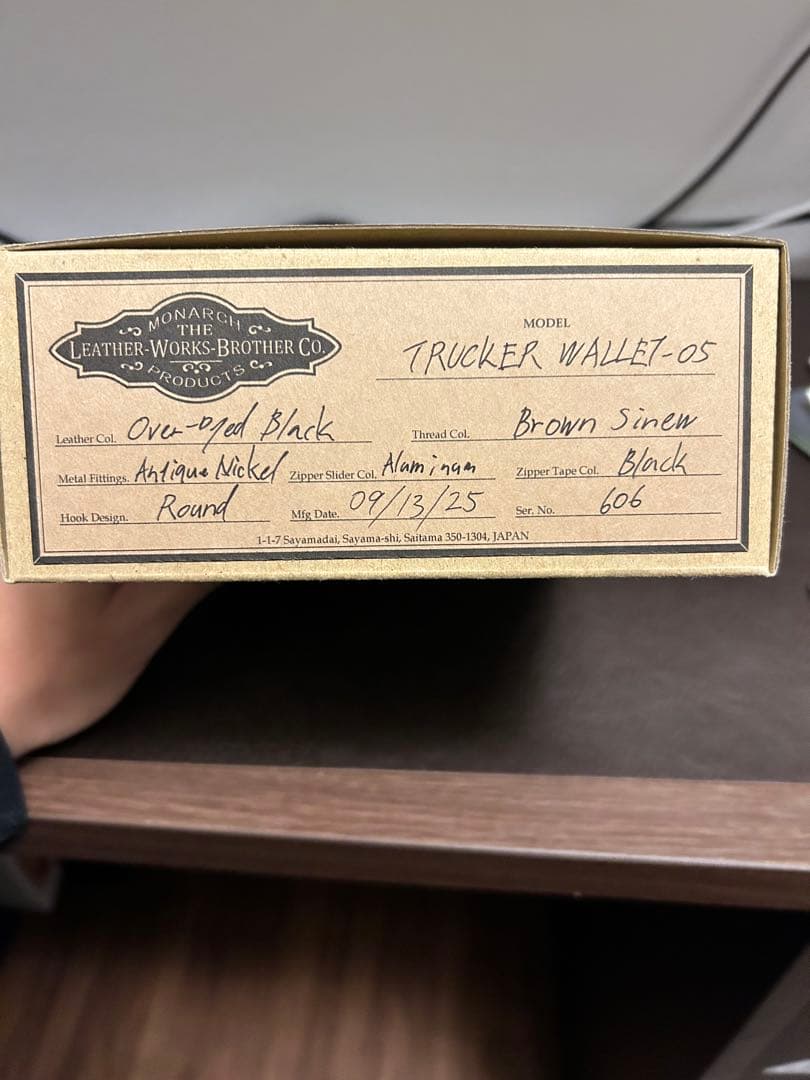 MONARCH
THE
LEATHER-WORKS-BROTHER CO.
PRODUCTS
MODEL
TRUCKER WALLET-05
Leather Col. Over-Dyed Black Thread Col. Brown Sinew
Metal Fittings. Antique Nickel Zipper Slider Col. Aluminum Zipper Tape Col. Black
Hook Design. Round Mfg Date. 09/13/25 Ser. No. 606
1-1-7 Sayamadai, Sayama-shi, Saitama 350-1304, JAPAN